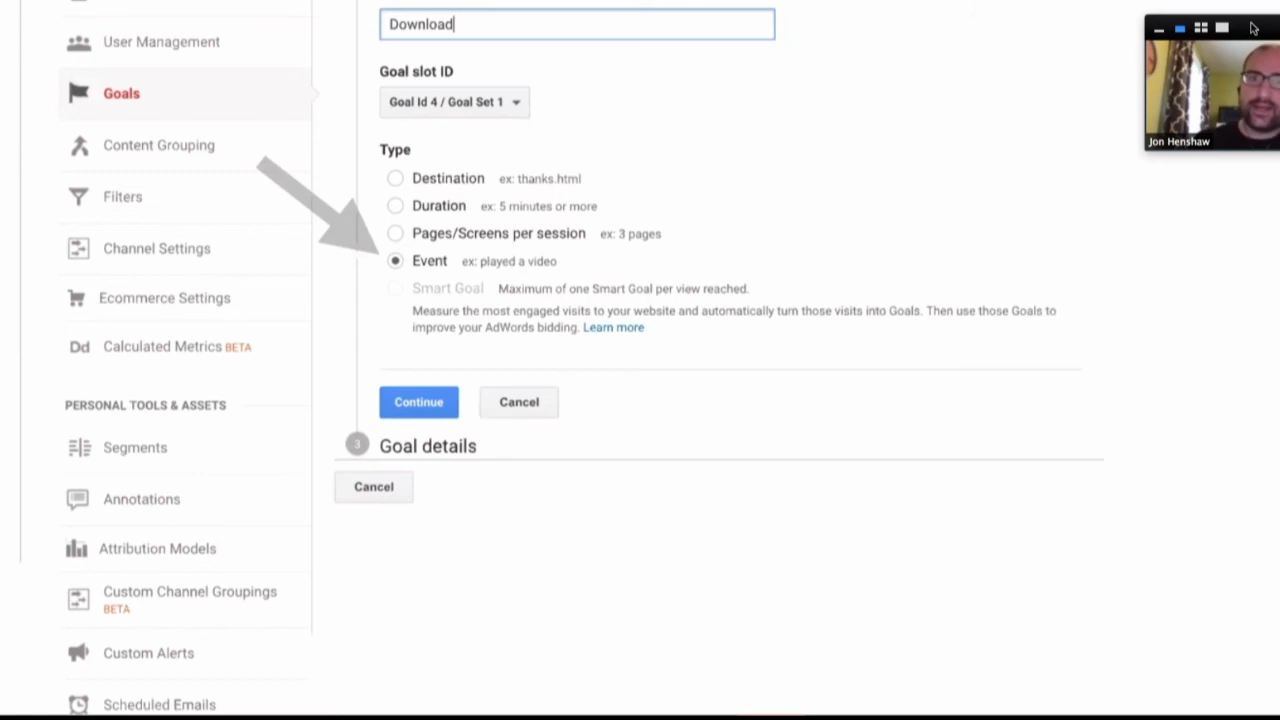 User Management
Goals
Content Grouping
Filters
Channel Settings
Ecommerce Settings
Dd Calculated Metrics BETA
PERSONAL TOOLS & ASSETS
Segments
Annotations
Attribution Models
Custom Channel Groupings
BETA
Custom Alerts
Scheduled Emails
Download
Goal slot ID
Goal Id 4 / Goal Set 1
Type
Destination ex: thanks.html
Duration ex: 5 minutes or more
Pages/Screens per session ex: 3 pages
Event ex: played a video
Smart Goal Maximum of one Smart Goal per view reached.
Measure the most engaged visits to your website and automatically turn those visits into Goals. Then use those Goals to
improve your AdWords bidding. Learn more
Continue Cancel
3 Goal details
Cancel
Jon Henshaw